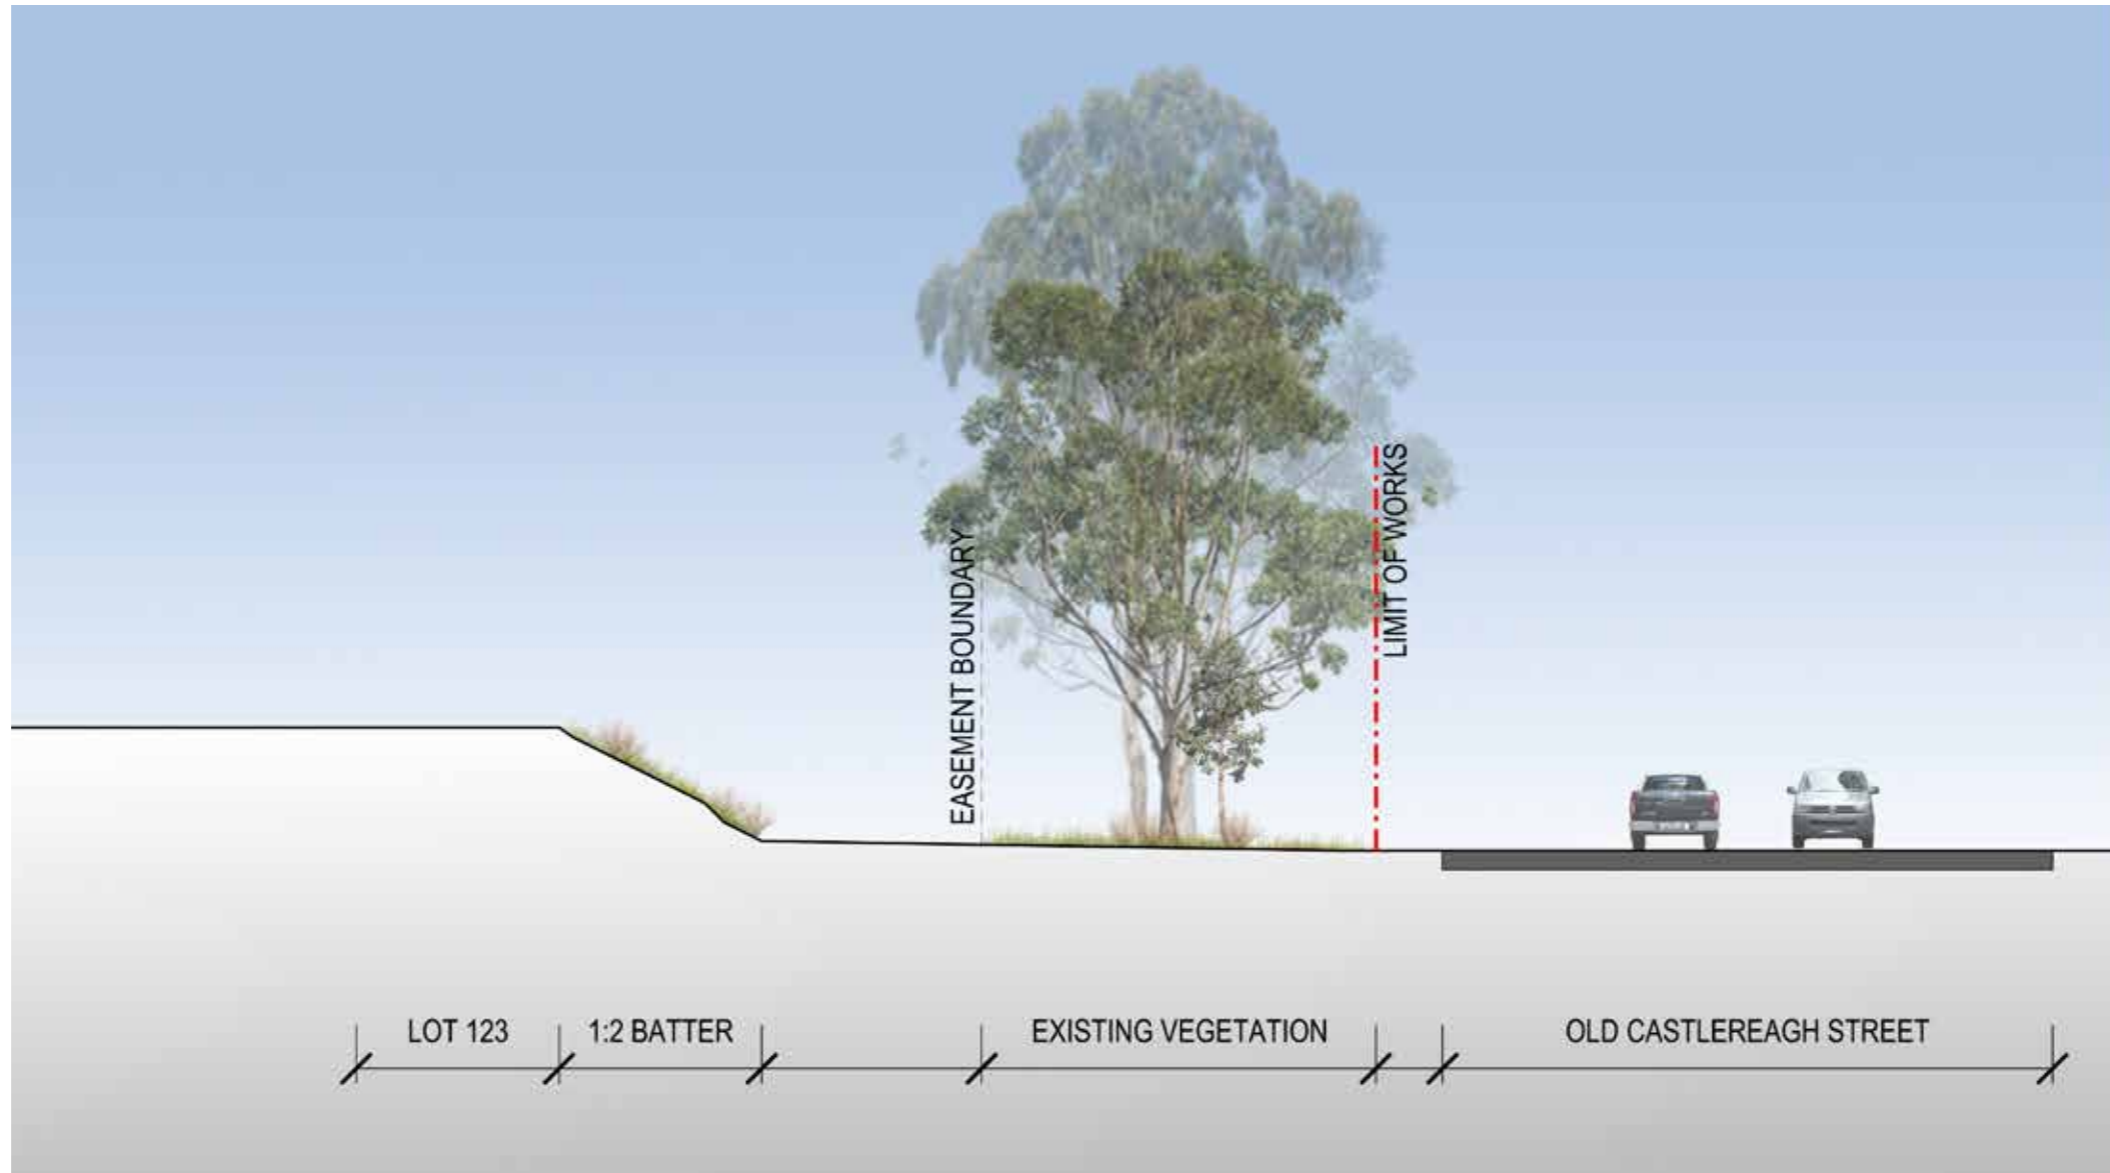 EASEMENT BOUNDARY
LIMIT OF WORKS
LOT 123
1:2 BATTER
EXISTING VEGETATION
OLD CASTLEREAGH STREET